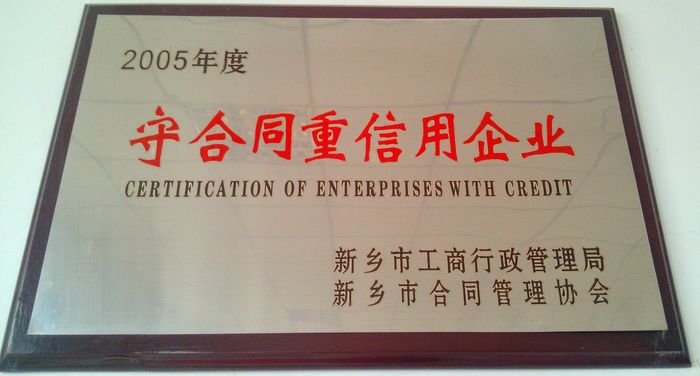 2005年度
守合同重信用企业
CERTIFICATION OF ENTERPRISES WITH CREDIT
新乡市工商行政管理局
新乡市合同管理协会